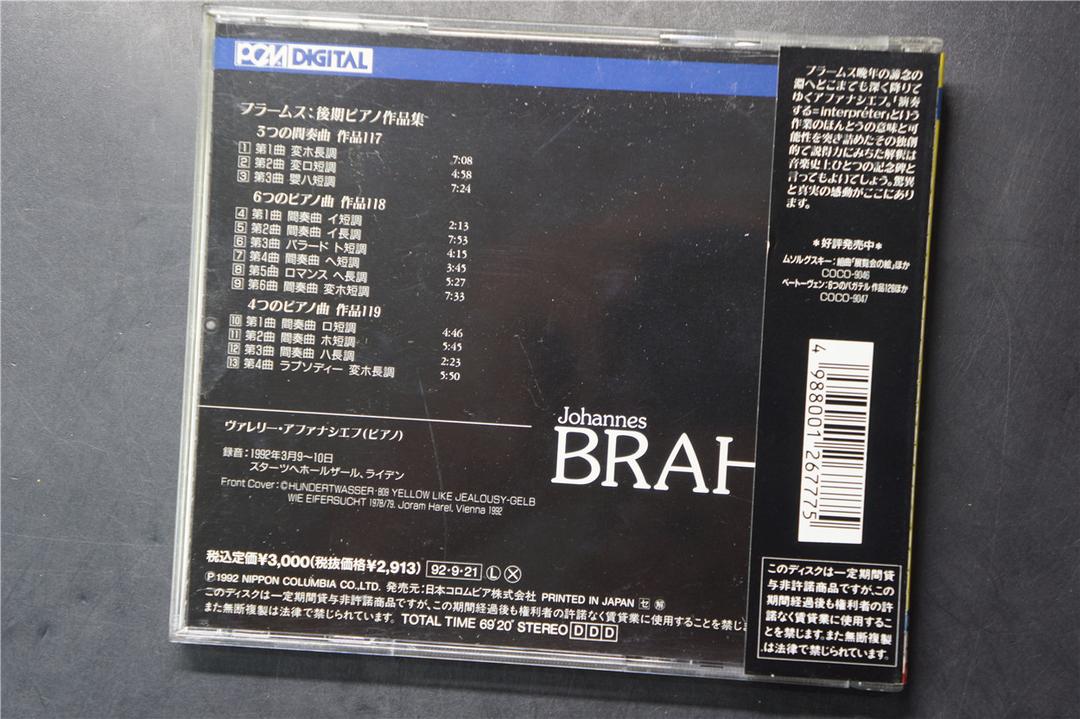 PCM DIGITAL
ブラームス:後期ピアノ作品集
3つの間奏曲 作品117
1 第1曲 変ホ長調 7:08
2 第2曲 変ロ短調 4:58
3 第3曲 嬰ハ短調 7:24
6つのピアノ曲 作品118
4 第1曲 間奏曲 イ短調 2:13
5 第2曲 間奏曲 イ長調 7:53
6 第3曲 バラード ト短調 4:15
7 第4曲 間奏曲 ヘ短調 3:45
8 第5曲 ロマンス ヘ長調 5:27
9 第6曲 間奏曲 変ホ短調 7:33
4つのピアノ曲 作品119
10 第1曲 間奏曲 ロ短調 4:46
11 第2曲 間奏曲 ホ短調 5:45
12 第3曲 間奏曲 ハ長調 2:23
13 第4曲 ラプソディー 変ホ長調 5:50
ヴァレリー・アファナシエフ(ピアノ)
録音:1992年3月9〜10日
スターツヘホールザール、ライデン
Front Cover:©HUNDERTWASSER·809 YELLOW LIKE JEALOUSY-GELB
WIE EIFERSUCHT 1978/79. Joram Harel, Vienna 1992
Johannes
BRAH
税込定価¥3,000(税抜価格¥2,913) 92·9·21 Ⓛ Ⓧ
Ⓟ1992 NIPPON COLUMBIA CO.,LTD. 発売元:日本コロムビア株式会社 PRINTED IN JAPAN セ 解
このディスクは一定期間貸与非許諾商品ですが、この期間経過後も権利者の許諾なく賃貸業に使用することを禁じ
また無断複製は法律で禁じられています。 TOTAL TIME 69'20" STEREO DDD
ブラームス晩年の諦念の
淵へどこまでも深く降りて
ゆくアファナシエフ。「演奏
する=interpréter」という
作業のほんとうの意味と可
能性を突き詰めたその独創
的で説得力にみちた解釈は
音楽史上ひとつの記念碑と
言ってもよいでしょう。驚異
と真実の感動がここにあり
ます。
*好評発売中*
ムソルグスキー:組曲「展覧会の絵」ほか
COCO-9046
ベートーヴェン:6つのバガテル 作品126ほか
COCO-9047
4 988001 267775
このディスクは一定期間貸
与非許諾商品ですが、この
期間経過後も権利者の許
諾なく賃貸業に使用するこ
とを禁じます。また無断複製
は法律で禁じられています。